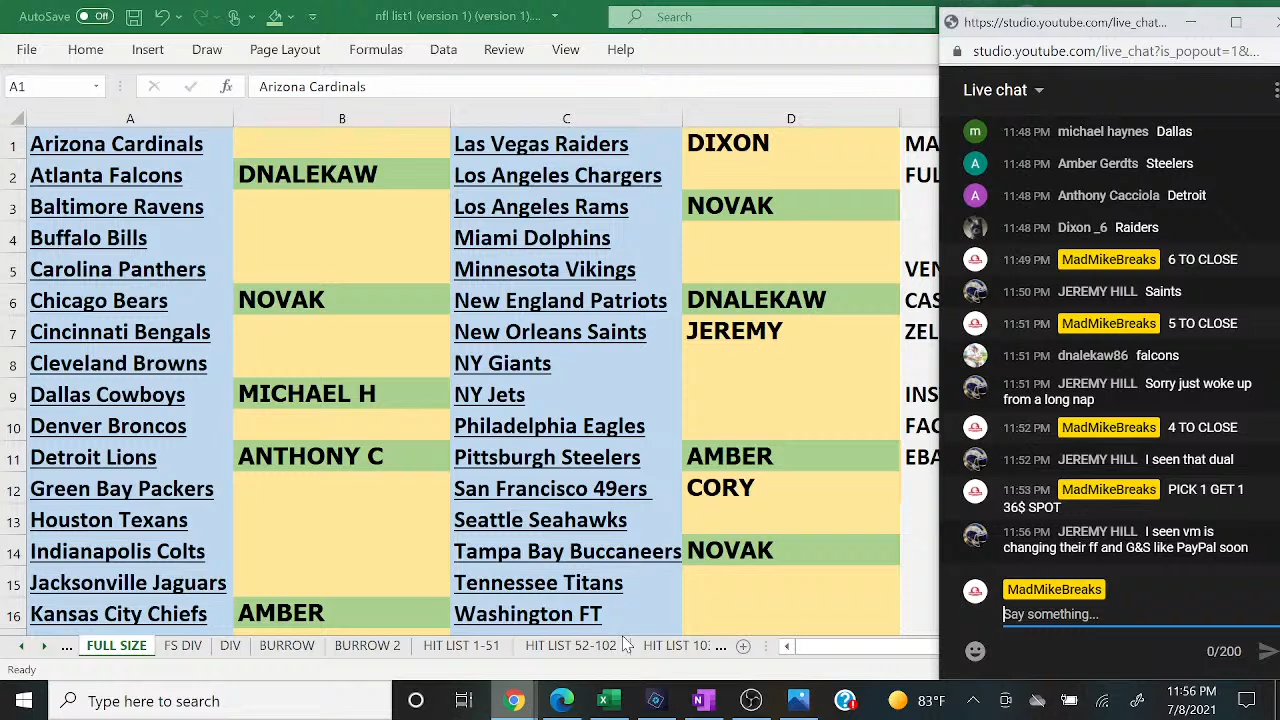 AutoSave Off nfl list1 (version 1) (version 1)....
Search
File Home Insert Draw Page Layout Formulas Data Review View Help
A1 fx Arizona Cardinals
A B C D
1 Arizona Cardinals Las Vegas Raiders DIXON MA
2 Atlanta Falcons DNALEKAW Los Angeles Chargers FUL
3 Baltimore Ravens Los Angeles Rams NOVAK
4 Buffalo Bills Miami Dolphins
5 Carolina Panthers Minnesota Vikings VEN
6 Chicago Bears NOVAK New England Patriots DNALEKAW CAS
7 Cincinnati Bengals New Orleans Saints JEREMY ZEL
8 Cleveland Browns NY Giants
9 Dallas Cowboys MICHAEL H NY Jets INS
10 Denver Broncos Philadelphia Eagles FAC
11 Detroit Lions ANTHONY C Pittsburgh Steelers AMBER EBA
12 Green Bay Packers San Francisco 49ers CORY
13 Houston Texans Seattle Seahawks
14 Indianapolis Colts Tampa Bay Buccaneers NOVAK
15 Jacksonville Jaguars Tennessee Titans
16 Kansas City Chiefs AMBER Washington FT
... FULL SIZE FS DIV DIV BURROW BURROW 2 HIT LIST 1-51 HIT LIST 52-102 HIT LIST 10 ...
Ready
https://studio.youtube.com/live_chat...
studio.youtube.com/live_chat?is_popout=1&...
Live chat
m 11:48 PM michael haynes Dallas
A 11:48 PM Amber Gerdts Steelers
A 11:48 PM Anthony Cacciola Detroit
11:48 PM Dixon _6 Raiders
11:49 PM MadMikeBreaks 6 TO CLOSE
11:50 PM JEREMY HILL Saints
11:51 PM MadMikeBreaks 5 TO CLOSE
11:51 PM dnalekaw86 falcons
11:51 PM JEREMY HILL Sorry just woke up
from a long nap
11:52 PM MadMikeBreaks 4 TO CLOSE
11:52 PM JEREMY HILL I seen that dual
11:53 PM MadMikeBreaks PICK 1 GET 1
36$ SPOT
11:56 PM JEREMY HILL I seen vm is
changing their ff and G&S like PayPal soon
MadMikeBreaks
Say something...
0/200
Type here to search
83°F
11:56 PM
7/8/2021